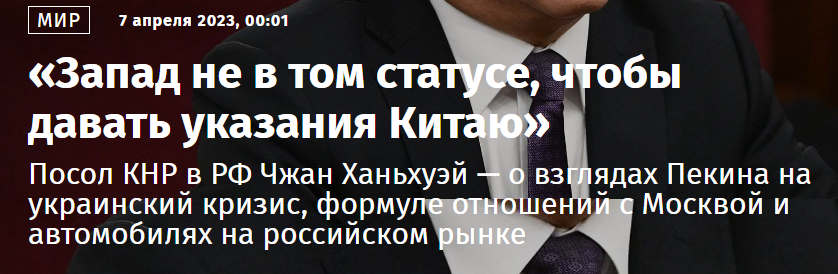 МИР 7 апреля 2023, 00:01
«Запад не в том статусе, чтобы
давать указания Китаю»
Посол КНР в РФ Чжан Ханьхуэй — о взглядах Пекина на
украинский кризис, формуле отношений с Москвой и
автомобилях на российском рынке